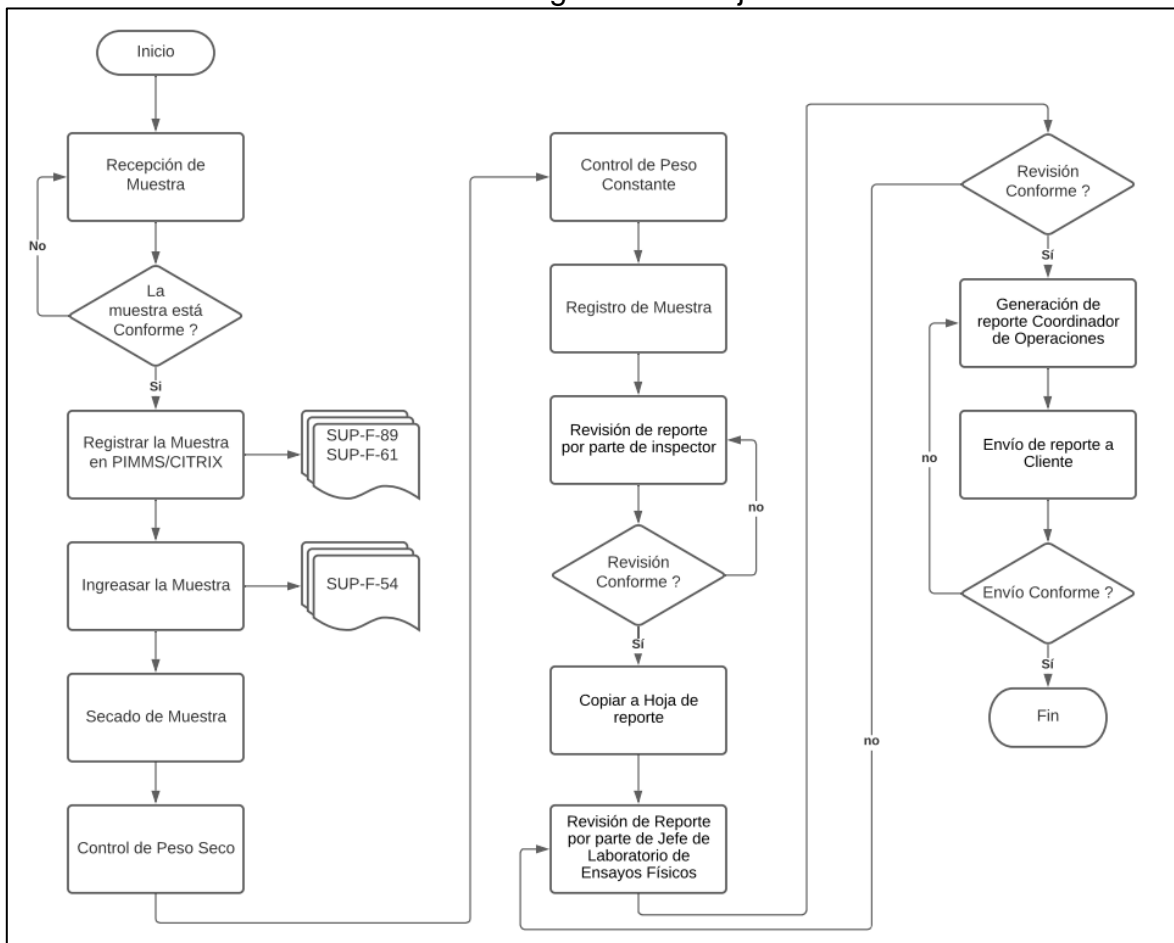 Inicio
Recepción de
Muestra
No
La
muestra está
Conforme ?
Si
Registrar la Muestra
en PIMMS/CITRIX
SUP-F-89
SUP-F-61
Ingreasar la Muestra
SUP-F-54
Secado de Muestra
Control de Peso Seco
Control de Peso
Constante
Registro de Muestra
Revisión de reporte
por parte de inspector
no
Revisión
Conforme ?
Sí
Copiar a Hoja de
reporte
Revisión de Reporte
por parte de Jefe de
Laboratorio de
Ensayos Físicos
no
Revisión
Conforme ?
Sí
Generación de
reporte Coordinador
de Operaciones
Envío de reporte a
Cliente
no
Envío Conforme ?
Sí
Fin